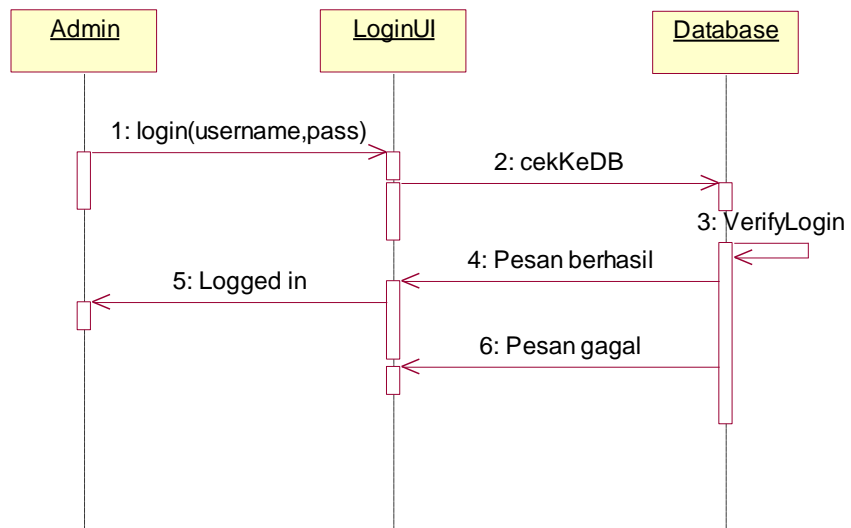 Admin
LoginUI
Database
1: login(username,pass)
2: cekKeDB
3: VerifyLogin
4: Pesan berhasil
5: Logged in
6: Pesan gagal